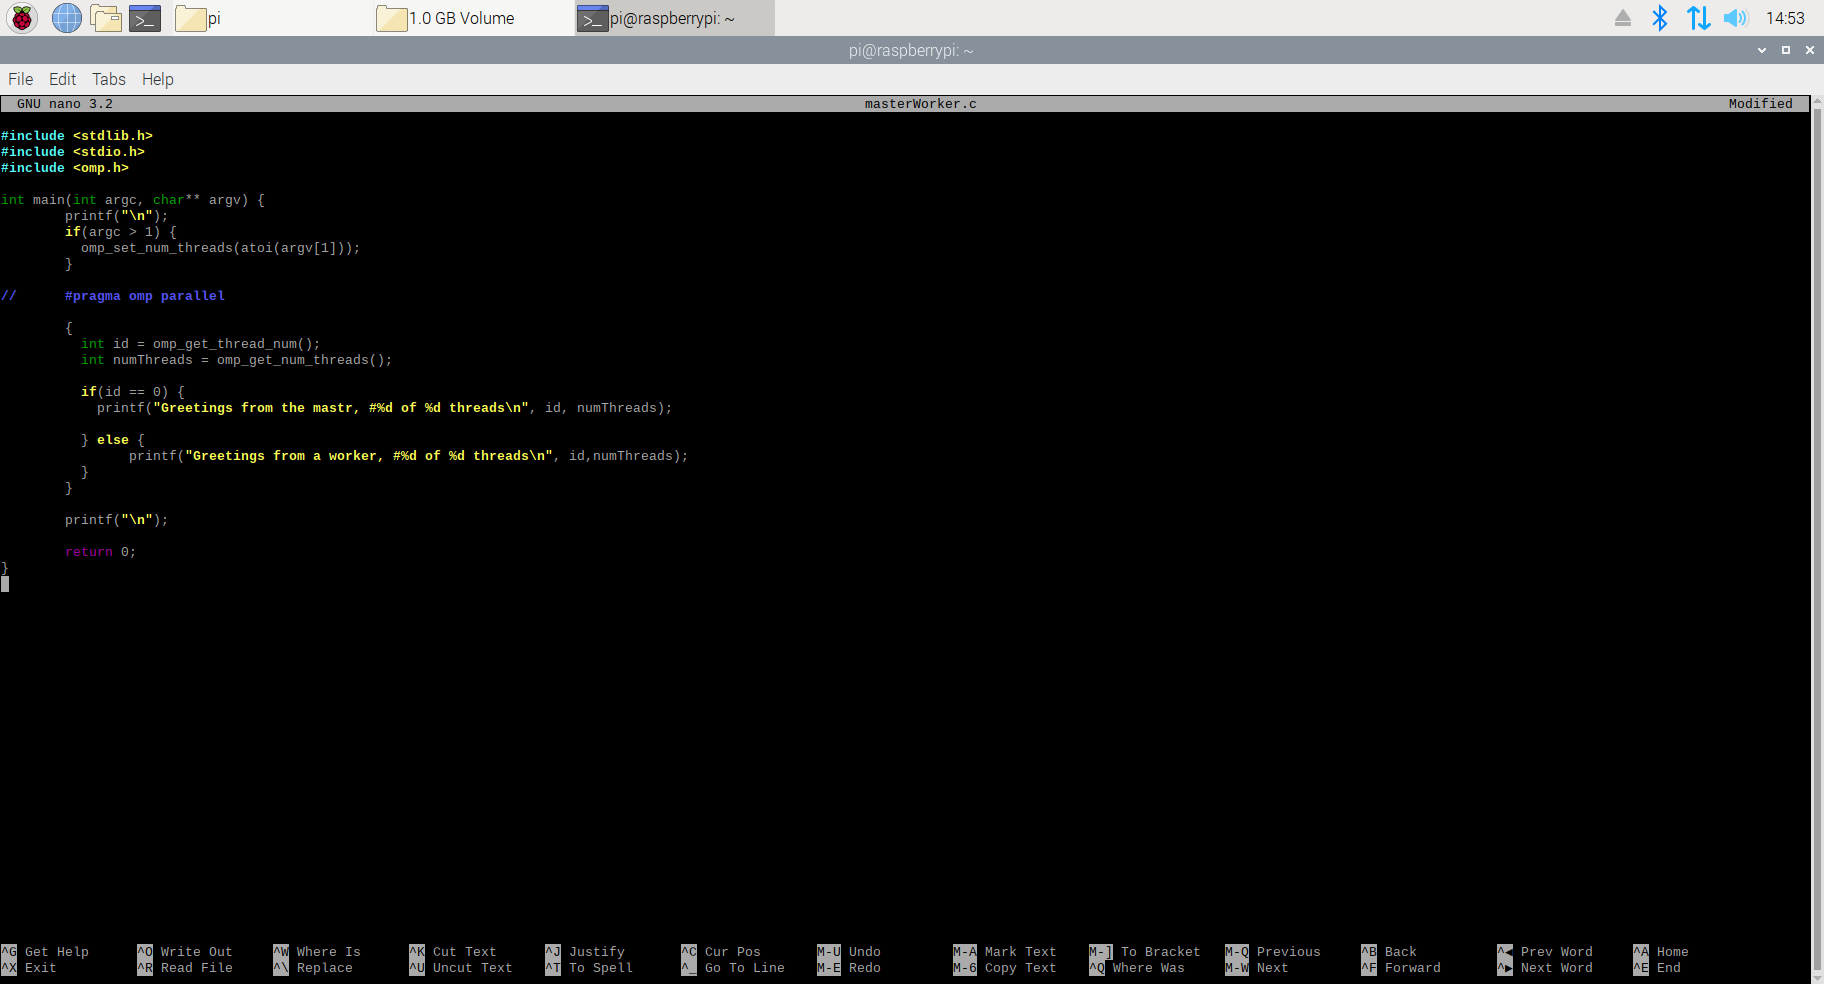 pi
1.0 GB Volume
pi@raspberrypi: ~
14:53
pi@raspberrypi: ~
File Edit Tabs Help
GNU nano 3.2 masterWorker.c Modified
#include <stdlib.h>
#include <stdio.h>
#include <omp.h>
int main(int argc, char** argv) {
printf("\n");
if(argc > 1) {
omp_set_num_threads(atoi(argv[1]));
}
// #pragma omp parallel
{
int id = omp_get_thread_num();
int numThreads = omp_get_num_threads();
if(id == 0) {
printf("Greetings from the mastr, #%d of %d threads\n", id, numThreads);
} else {
printf("Greetings from a worker, #%d of %d threads\n", id,numThreads);
}
}
printf("\n");
return 0;
}
^G Get Help ^O Write Out ^W Where Is ^K Cut Text ^J Justify ^C Cur Pos M-U Undo M-A Mark Text M-] To Bracket M-Q Previous ^B Back ^◀ Prev Word ^A Home
^X Exit ^R Read File ^\ Replace ^U Uncut Text ^T To Spell ^_ Go To Line M-E Redo M-6 Copy Text ^Q Where Was M-W Next ^F Forward ^▶ Next Word ^E End